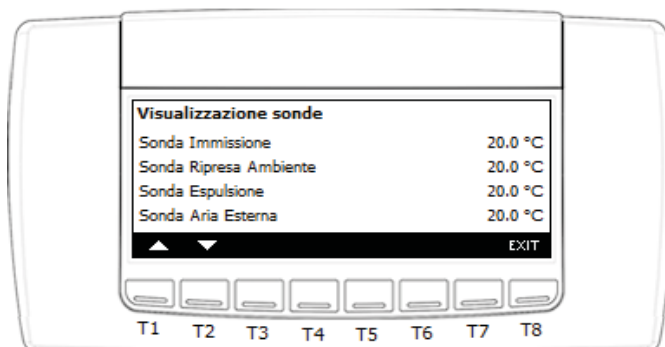 Visualizzazione sonde
Sonda Immissione 20.0 °C
Sonda Ripresa Ambiente 20.0 °C
Sonda Espulsione 20.0 °C
Sonda Aria Esterna 20.0 °C
EXIT
T1 T2 T3 T4 T5 T6 T7 T8